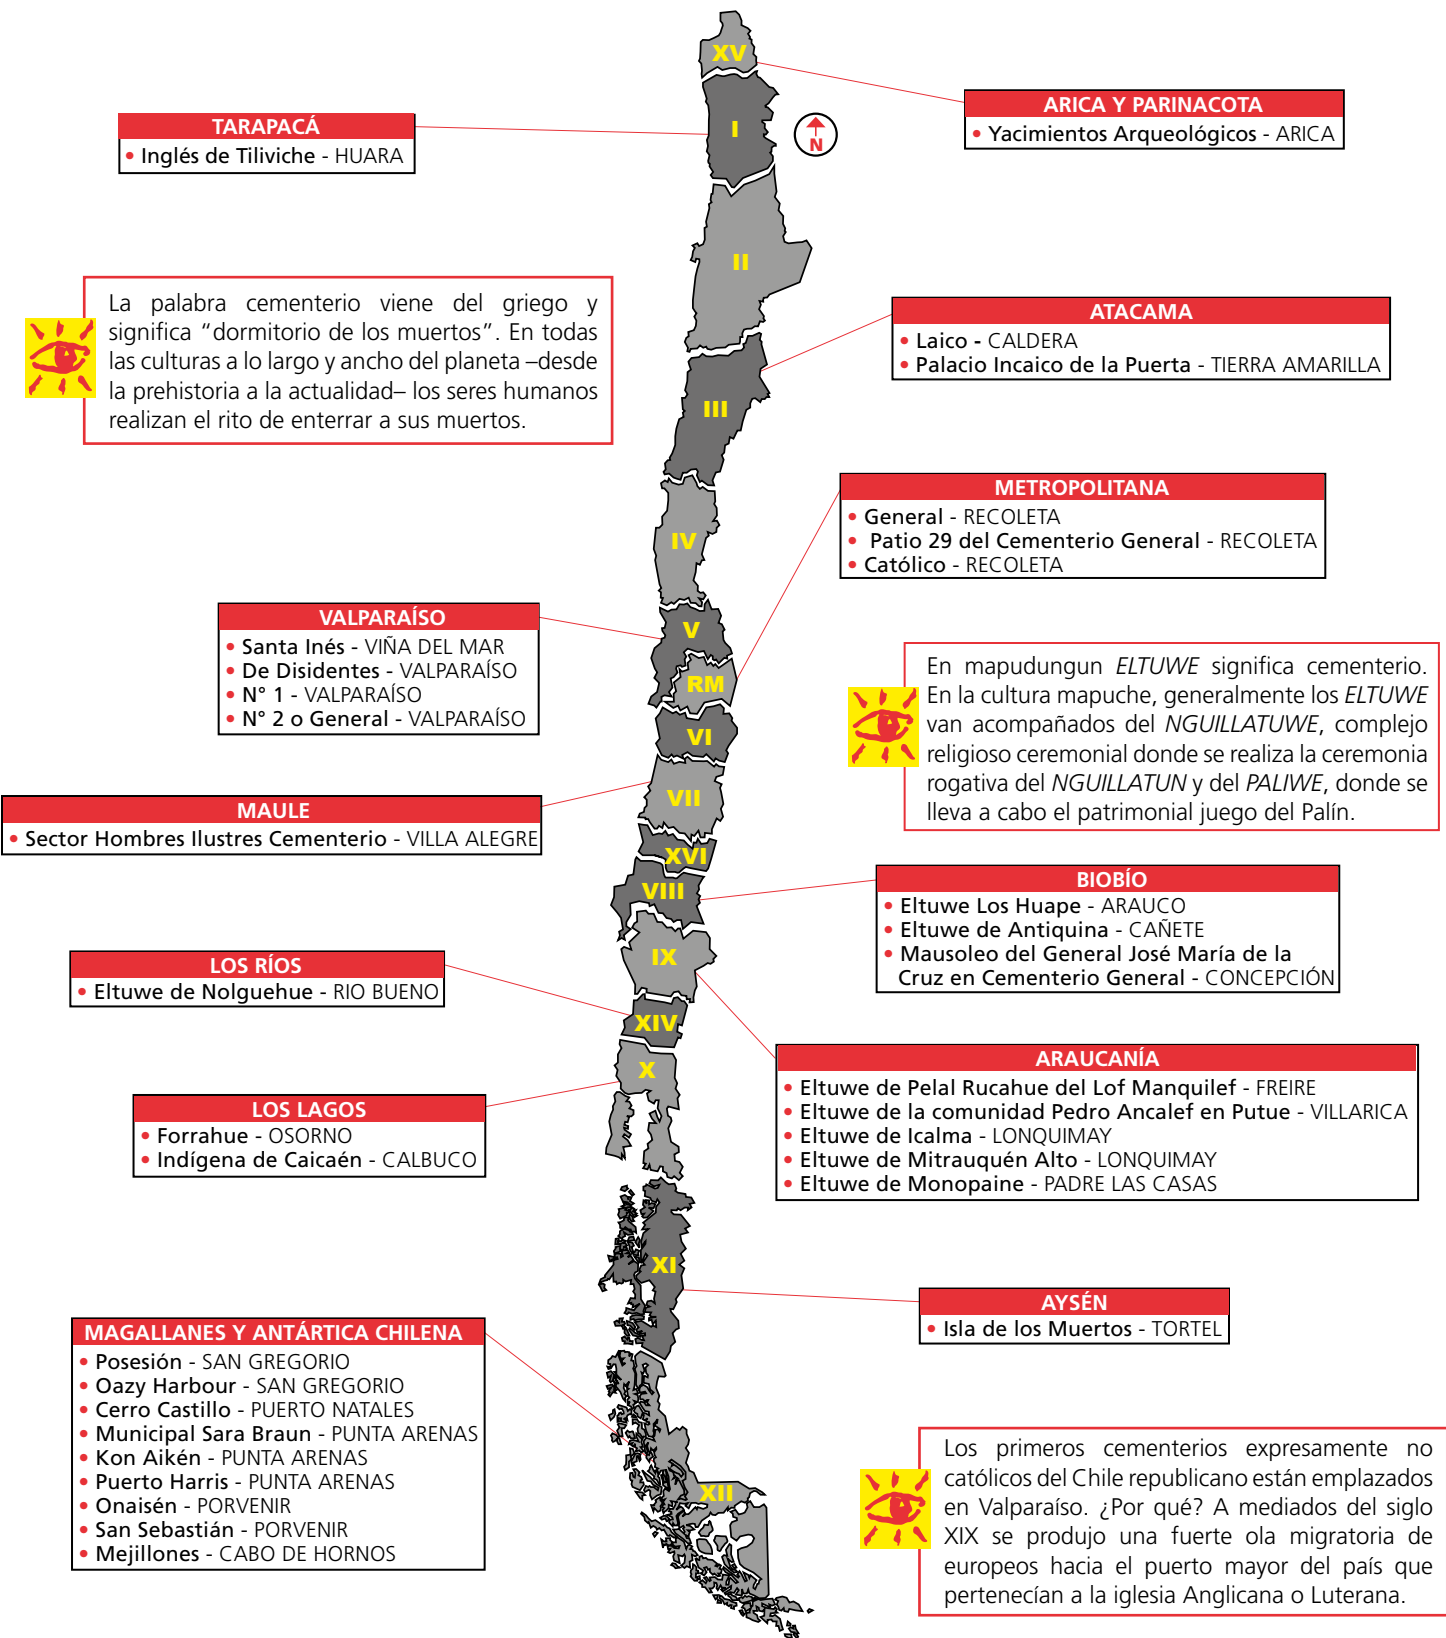 XV
I
N
II
III
IV
V
RM
VI
VII
XVI
VIII
IX
XIV
X
XI
XII
TARAPACÁ
• Inglés de Tiliviche - HUARA
ARICA Y PARINACOTA
• Yacimientos Arqueológicos - ARICA
La palabra cementerio viene del griego y
significa “dormitorio de los muertos”. En todas
las culturas a lo largo y ancho del planeta –desde
la prehistoria a la actualidad– los seres humanos
realizan el rito de enterrar a sus muertos.
ATACAMA
• Laico - CALDERA
• Palacio Incaico de la Puerta - TIERRA AMARILLA
METROPOLITANA
• General - RECOLETA
• Patio 29 del Cementerio General - RECOLETA
• Católico - RECOLETA
VALPARAÍSO
• Santa Inés - VIÑA DEL MAR
• De Disidentes - VALPARAÍSO
• N° 1 - VALPARAÍSO
• N° 2 o General - VALPARAÍSO
En mapudungun ELTUWE significa cementerio.
En la cultura mapuche, generalmente los ELTUWE
van acompañados del NGUILLATUWE, complejo
religioso ceremonial donde se realiza la ceremonia
rogativa del NGUILLATUN y del PALIWE, donde se
lleva a cabo el patrimonial juego del Palín.
MAULE
• Sector Hombres Ilustres Cementerio - VILLA ALEGRE
BIOBÍO
• Eltuwe Los Huape - ARAUCO
• Eltuwe de Antiquina - CAÑETE
• Mausoleo del General José María de la
Cruz en Cementerio General - CONCEPCIÓN
LOS RÍOS
• Eltuwe de Nolguehue - RIO BUENO
ARAUCANÍA
• Eltuwe de Pelal Rucahue del Lof Manquilef - FREIRE
• Eltuwe de la comunidad Pedro Ancalef en Putue - VILLARICA
• Eltuwe de Icalma - LONQUIMAY
• Eltuwe de Mitrauquén Alto - LONQUIMAY
• Eltuwe de Monopaine - PADRE LAS CASAS
LOS LAGOS
• Forrahue - OSORNO
• Indígena de Caicaén - CALBUCO
AYSÉN
• Isla de los Muertos - TORTEL
MAGALLANES Y ANTÁRTICA CHILENA
• Posesión - SAN GREGORIO
• Oazy Harbour - SAN GREGORIO
• Cerro Castillo - PUERTO NATALES
• Municipal Sara Braun - PUNTA ARENAS
• Kon Aikén - PUNTA ARENAS
• Puerto Harris - PUNTA ARENAS
• Onaisén - PORVENIR
• San Sebastián - PORVENIR
• Mejillones - CABO DE HORNOS
Los primeros cementerios expresamente no
católicos del Chile republicano están emplazados
en Valparaíso. ¿Por qué? A mediados del siglo
XIX se produjo una fuerte ola migratoria de
europeos hacia el puerto mayor del país que
pertenecían a la iglesia Anglicana o Luterana.